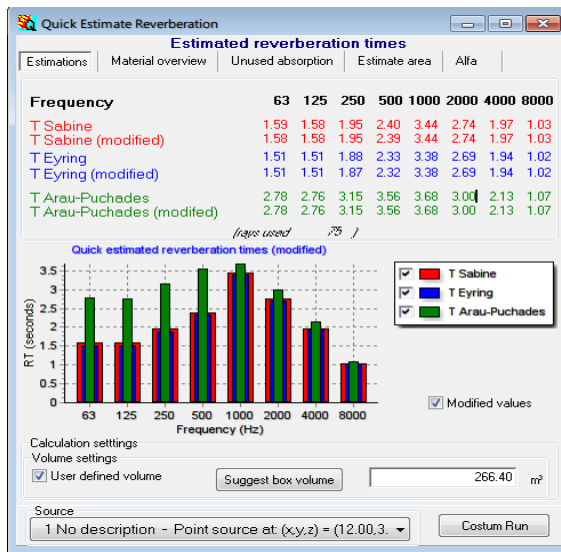 Quick Estimate Reverberation
Estimated reverberation times
Estimations Material overview Unused absorption Estimate area Alfa
Frequency 63 125 250 500 1000 2000 4000 8000
T Sabine 1.59 1.58 1.95 2.40 3.44 2.74 1.97 1.03
T Sabine (modified) 1.58 1.58 1.95 2.39 3.44 2.74 1.97 1.03
T Eyring 1.51 1.51 1.88 2.33 3.38 2.69 1.94 1.02
T Eyring (modified) 1.51 1.51 1.87 2.32 3.38 2.69 1.94 1.02
T Arau-Puchades 2.78 2.76 3.15 3.56 3.68 3.00 2.13 1.07
T Arau-Puchades (modifed) 2.78 2.76 3.15 3.56 3.68 3.00 2.13 1.07
(rays used 75 )
Quick estimated reverberation times (modified)
3.5
3
2.5
2
1.5
1
0.5
0
RT (seconds)
63 125 250 500 1000 2000 4000 8000
Frequency (Hz)
T Sabine
T Eyring
T Arau-Puchades
Modified values
Calculation setttings
Volume settings
User defined volume Suggest box volume 266.40 m³
Source
1 No description - Point source at: (x,y,z) = (12.00,3. Costum Run